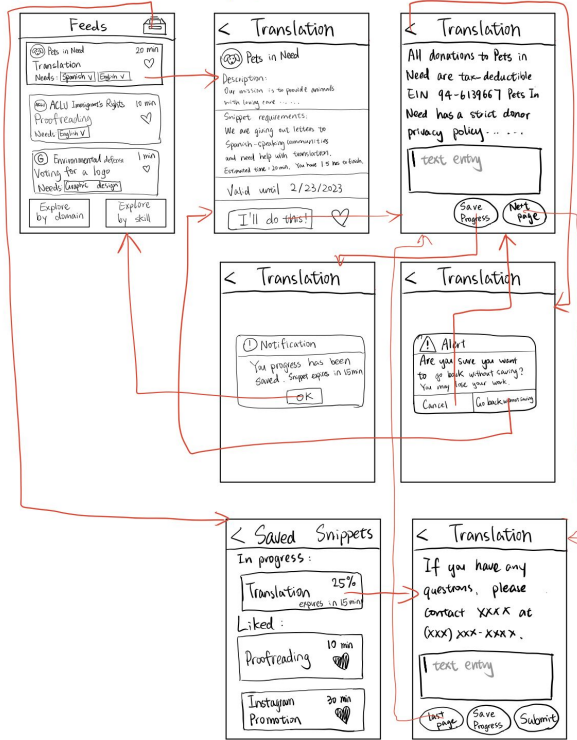 Feeds
Pets in Need 20 min
Translation
Needs: Spanish v English v
ACLU Immigrant's Rights 10 min
Proofreading
Needs English v
Environmental defense 1 min
Voting for a logo
Needs Graphic design
Explore by domain
Explore by skill
< Translation
Pets in Need
Description:
Our mission is to provide animals
with loving care ......
Snippet requirements:
We are giving out letters to
Spanish-speaking communities
and need help with translation.
Estimated time: 20min. You have 1.5 hrs to finish.
Valid until 2/23/2023
I'll do this!
< Translation
All donations to Pets in
Need are tax-deductible
EIN 94-6139667 Pets In
Need has a strict donor
privacy policy ......
text entry
Save Progress
Next page
< Translation
! Notification
You progress has been
saved. Snippet expires in 15min
OK
< Translation
! Alert
Are you sure you want
to go back without saving?
You may lose your work.
Cancel
Go back without saving
< Saved Snippets
In progress:
Translation 25%
expires in 15min
Liked:
Proofreading 10 min
Instagram 30 min
Promotion
< Translation
If you have any
questions, please
contact xxxx at
(xxx) xxx-xxxx.
text entry
Last page
Save Progress
Submit